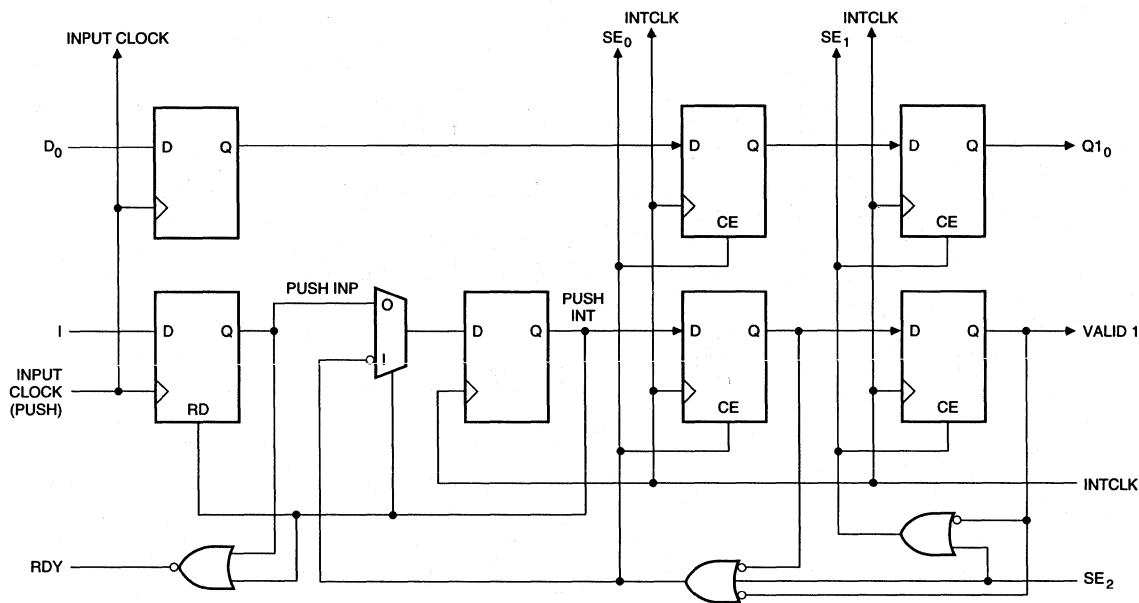 INTCLK
INTCLK
INPUT CLOCK
SE0
SE1
D0
D
Q
D
Q
D
Q
Q10
CE
CE
PUSH INP
PUSH
INT
I
D
Q
O
I
D
Q
D
Q
D
Q
VALID 1
INPUT
CLOCK
(PUSH)
RD
CE
CE
INTCLK
RDY
SE2